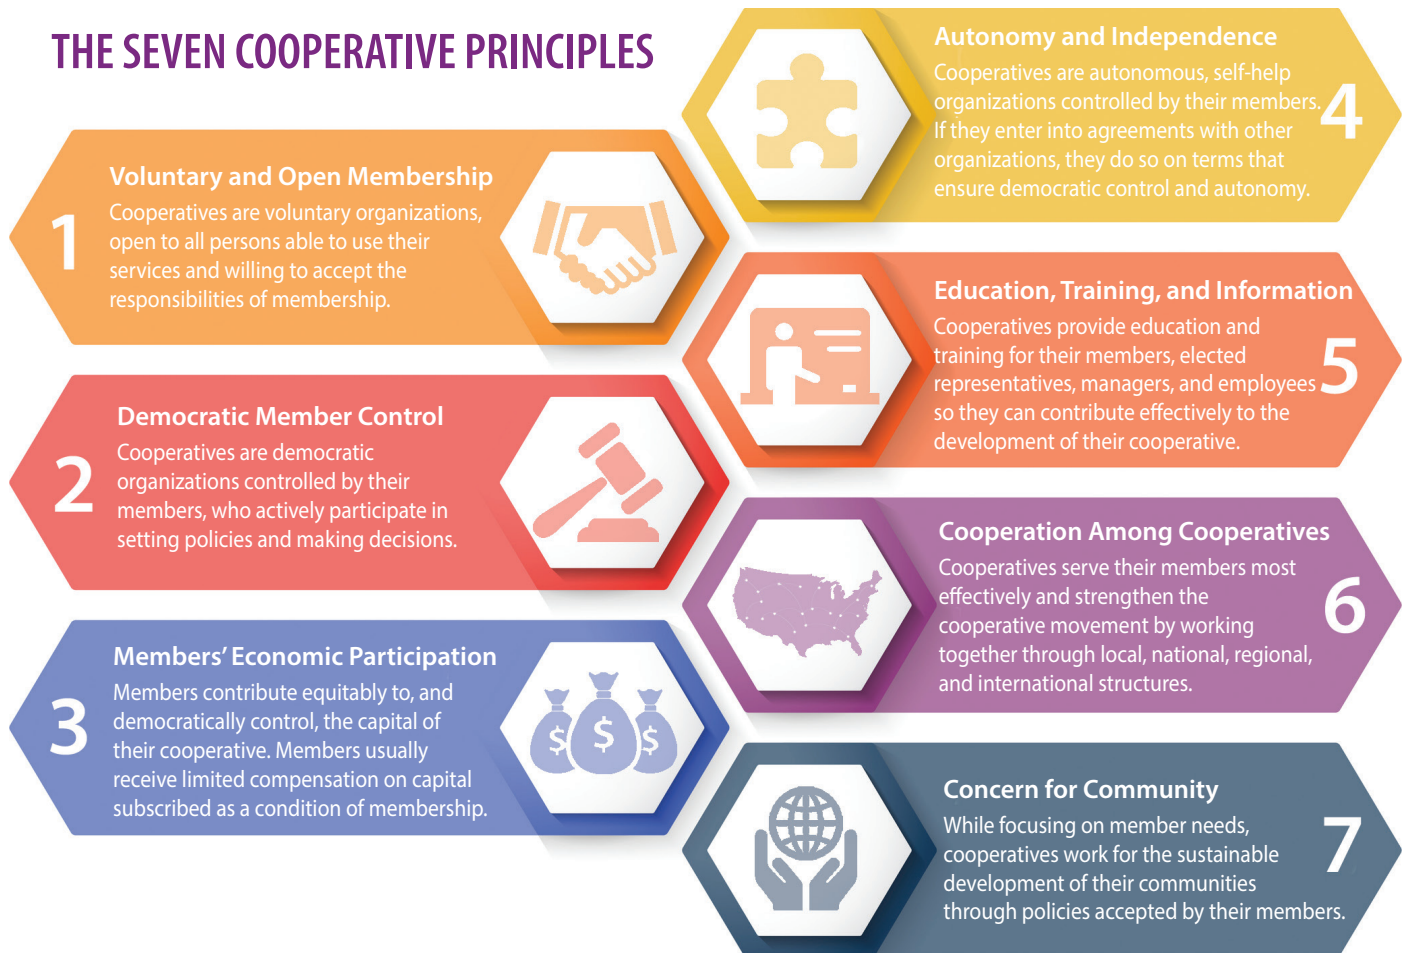 THE SEVEN COOPERATIVE PRINCIPLES
1
Voluntary and Open Membership
Cooperatives are voluntary organizations,
open to all persons able to use their
services and willing to accept the
responsibilities of membership.
2
Democratic Member Control
Cooperatives are democratic
organizations controlled by their
members, who actively participate in
setting policies and making decisions.
3
Members’ Economic Participation
Members contribute equitably to, and
democratically control, the capital of
their cooperative. Members usually
receive limited compensation on capital
subscribed as a condition of membership.
$ $ $
4
Autonomy and Independence
Cooperatives are autonomous, self-help
organizations controlled by their members.
If they enter into agreements with other
organizations, they do so on terms that
ensure democratic control and autonomy.
5
Education, Training, and Information
Cooperatives provide education and
training for their members, elected
representatives, managers, and employees
so they can contribute effectively to the
development of their cooperative.
6
Cooperation Among Cooperatives
Cooperatives serve their members most
effectively and strengthen the
cooperative movement by working
together through local, national, regional,
and international structures.
7
Concern for Community
While focusing on member needs,
cooperatives work for the sustainable
development of their communities
through policies accepted by their members.